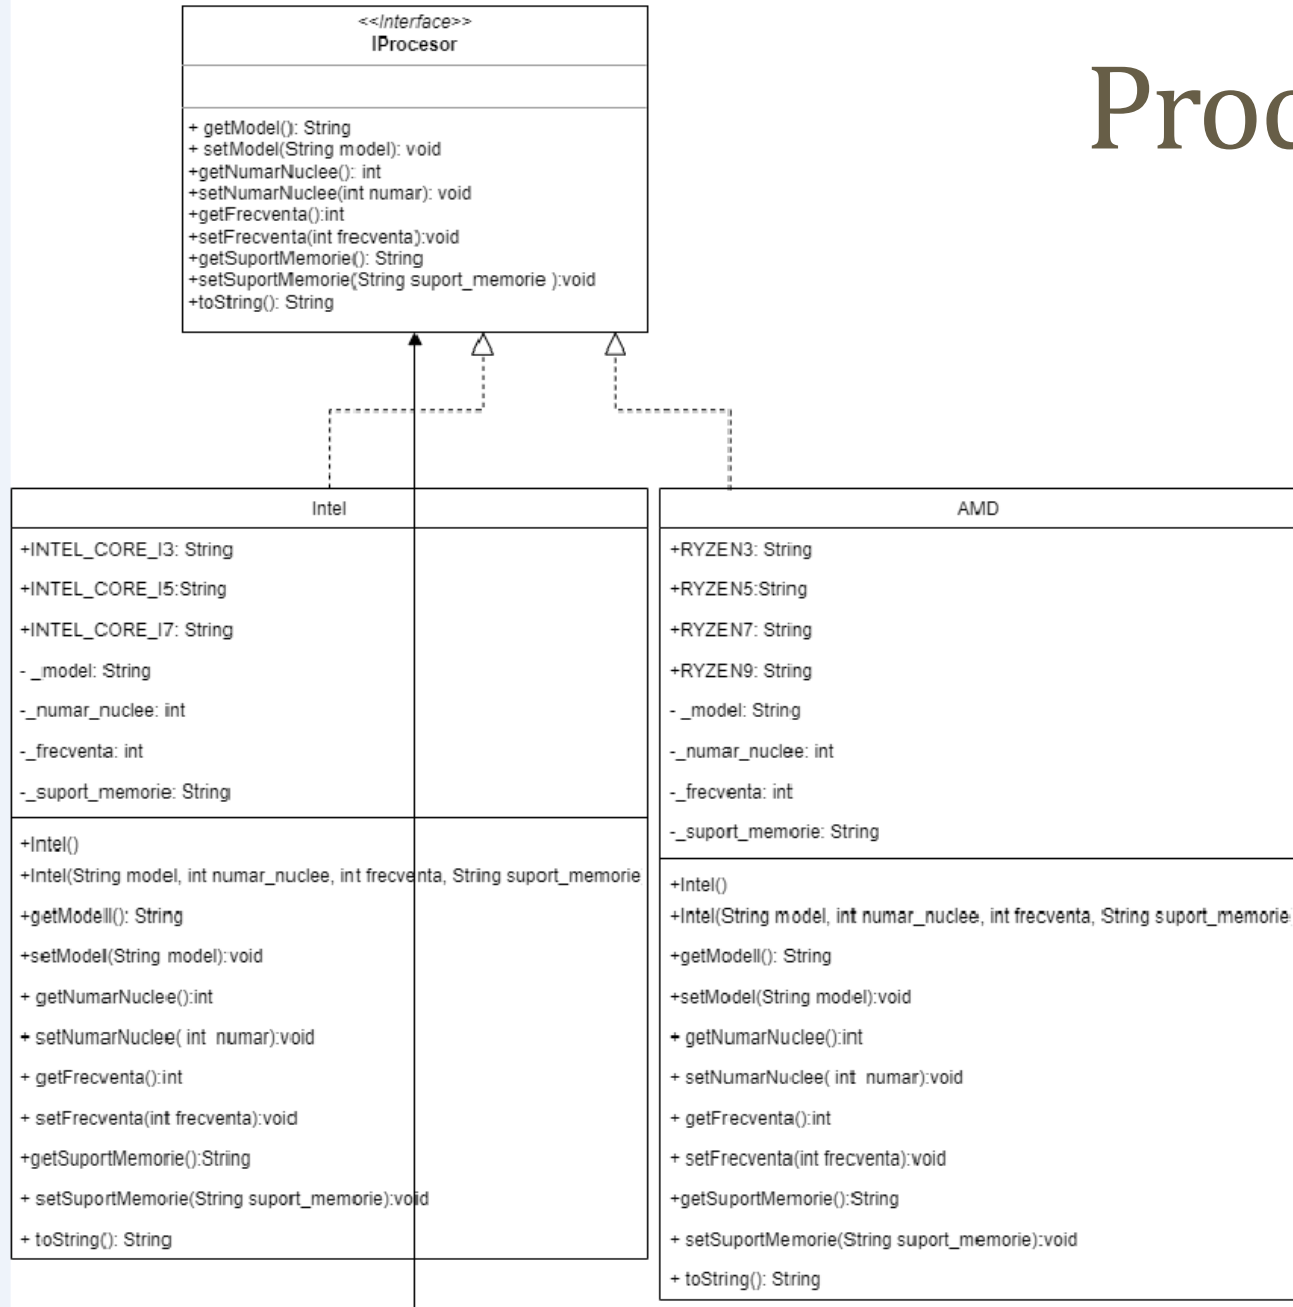 <<Interface>>
IProcesor
+ getModel(): String
+ setModel(String model): void
+getNumarNuclee(): int
+setNumarNuclee(int numar): void
+getFrecventa():int
+setFrecventa(int frecventa):void
+getSuportMemorie(): String
+setSuportMemorie(String suport_memorie ):void
+toString(): String
Proc
Intel
+INTEL_CORE_I3: String
+INTEL_CORE_I5:String
+INTEL_CORE_I7: String
- _model: String
-_numar_nuclee: int
-_frecventa: int
-_suport_memorie: String
+Intel()
+Intel(String model, int numar_nuclee, int frecventa, String suport_memorie
+getModell(): String
+setModel(String model):void
+ getNumarNuclee():int
+ setNumarNuclee( int numar):void
+ getFrecventa():int
+ setFrecventa(int frecventa):void
+getSuportMemorie():String
+ setSuportMemorie(String suport_memorie):void
+ toString(): String
AMD
+RYZEN3: String
+RYZEN5:String
+RYZEN7: String
+RYZEN9: String
- _model: String
-_numar_nuclee: int
-_frecventa: int
-_suport_memorie: String
+Intel()
+Intel(String model, int numar_nuclee, int frecventa, String suport_memorie
+getModell(): String
+setModel(String model):void
+ getNumarNuclee():int
+ setNumarNuclee( int numar):void
+ getFrecventa():int
+ setFrecventa(int frecventa):void
+getSuportMemorie():String
+ setSuportMemorie(String suport_memorie):void
+ toString(): String